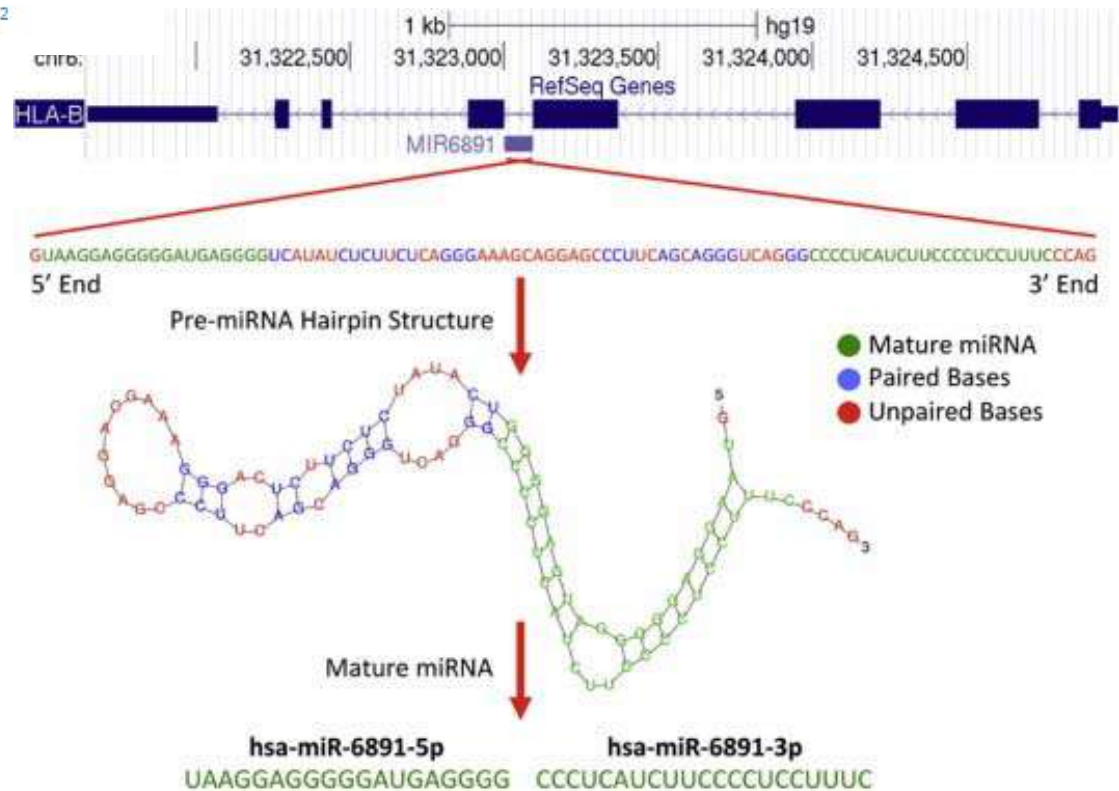 2
1 kb hg19
chr6:
31,322,500 31,323,000 31,323,500 31,324,000 31,324,500
RefSeq Genes
HLA-B
MIR6891
GUAAGGAGGGGGAUGAGGGGUCAUAUCUCUUCUCAGGGAAAGCAGGAGCCCUUCAGCAGGGUCAGGGCCCCUCAUCUUCCCCUCCUUUCCCAG
5’ End 3’ End
Pre-miRNA Hairpin Structure
Mature miRNA
Paired Bases
Unpaired Bases
5
3
Mature miRNA
hsa-miR-6891-5p hsa-miR-6891-3p
UAAGGAGGGGGAUGAGGGG CCCUCAUCUUCCCCUCCUUUC